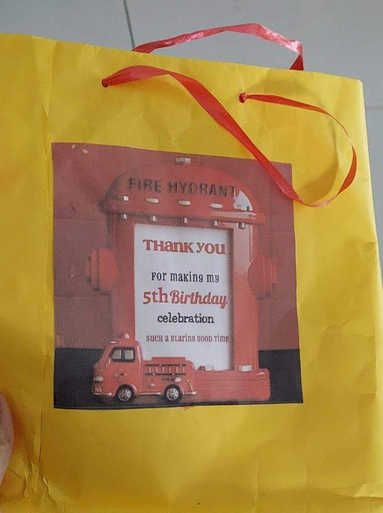 FIRE HYDRANT
THANK YOU
FOR making my
5th Birthday
celebration
such a blazing good time